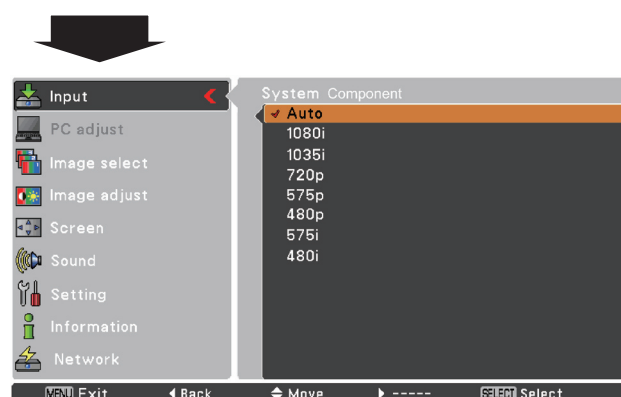 Input
PC adjust
Image select
Image adjust
Screen
Sound
Setting
Information
Network
System Component
Auto
1080i
1035i
720p
575p
480p
575i
480i
MENU Exit Back Move ----- SELECT Select